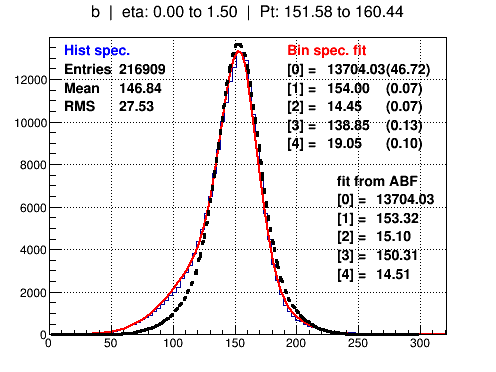 b | eta: 0.00 to 1.50 | Pt: 151.58 to 160.44
Hist spec.
Entries 216909
Mean 146.84
RMS 27.53
Bin spec. fit
[0] = 13704.03(46.72)
[1] = 154.00 (0.07)
[2] = 14.45 (0.07)
[3] = 138.85 (0.13)
[4] = 19.05 (0.10)
fit from ABF
[0] = 13704.03
[1] = 153.32
[2] = 15.10
[3] = 150.31
[4] = 14.51
12000
10000
8000
6000
4000
2000
0
0 50 100 150 200 250 300